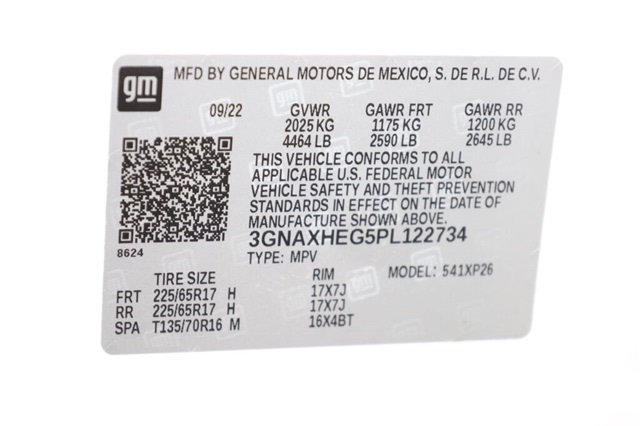 gm MFD BY GENERAL MOTORS DE MEXICO, S. DE R.L. DE C.V.
09/22 GVWR GAWR FRT GAWR RR
2025 KG 1175 KG 1200 KG
4464 LB 2590 LB 2645 LB
THIS VEHICLE CONFORMS TO ALL
APPLICABLE U.S. FEDERAL MOTOR
VEHICLE SAFETY AND THEFT PREVENTION
STANDARDS IN EFFECT ON THE DATE OF
MANUFACTURE SHOWN ABOVE.
3GNAXHEG5PL122734
8624
TYPE: MPV
TIRE SIZE RIM MODEL: 541XP26
FRT 225/65R17 H 17X7J
RR 225/65R17 H 17X7J
SPA T135/70R16 M 16X4BT